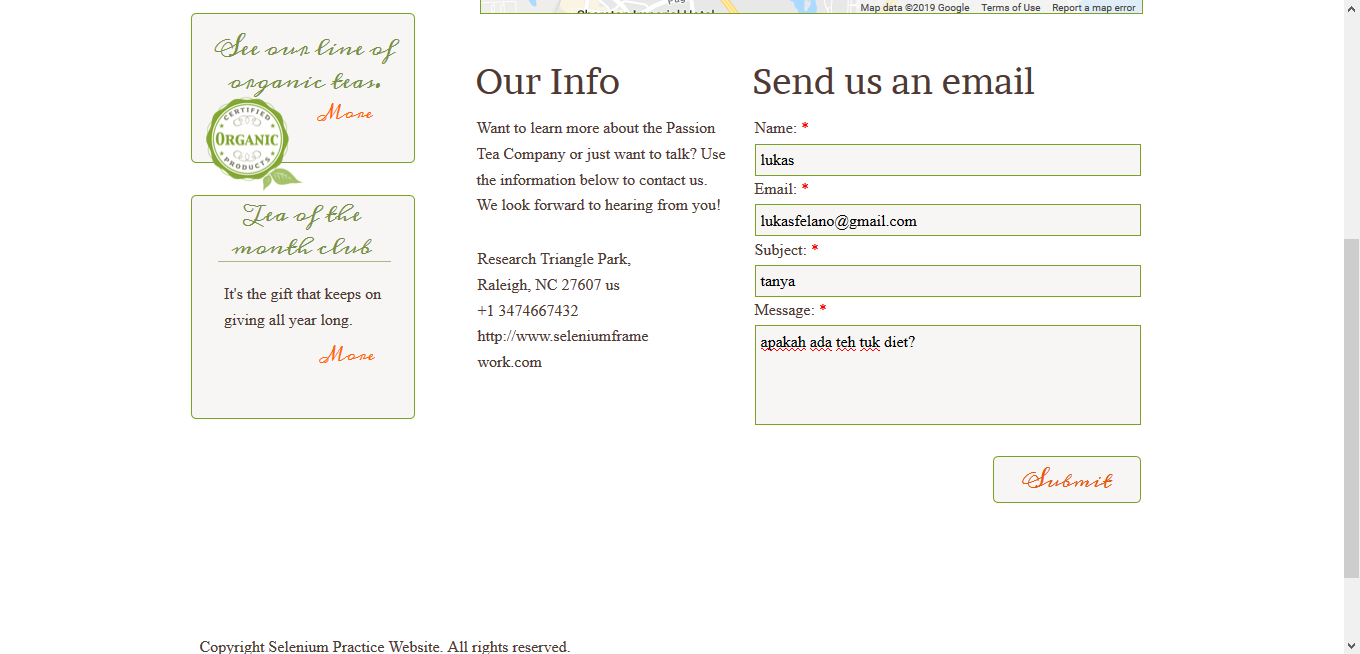 Map data ©2019 Google Terms of Use Report a map error
See our line of
organic teas.
More
CERTIFIED
ORGANIC
PRODUCTS
Tea of the
month club
It's the gift that keeps on
giving all year long.
More
Our Info
Want to learn more about the Passion
Tea Company or just want to talk? Use
the information below to contact us.
We look forward to hearing from you!
Research Triangle Park,
Raleigh, NC 27607 us
+1 3474667432
http://www.seleniumframe
work.com
Send us an email
Name: *
lukas
Email: *
lukasfelano@gmail.com
Subject: *
tanya
Message: *
apakah ada teh tuk diet?
Submit
Copyright Selenium Practice Website. All rights reserved.